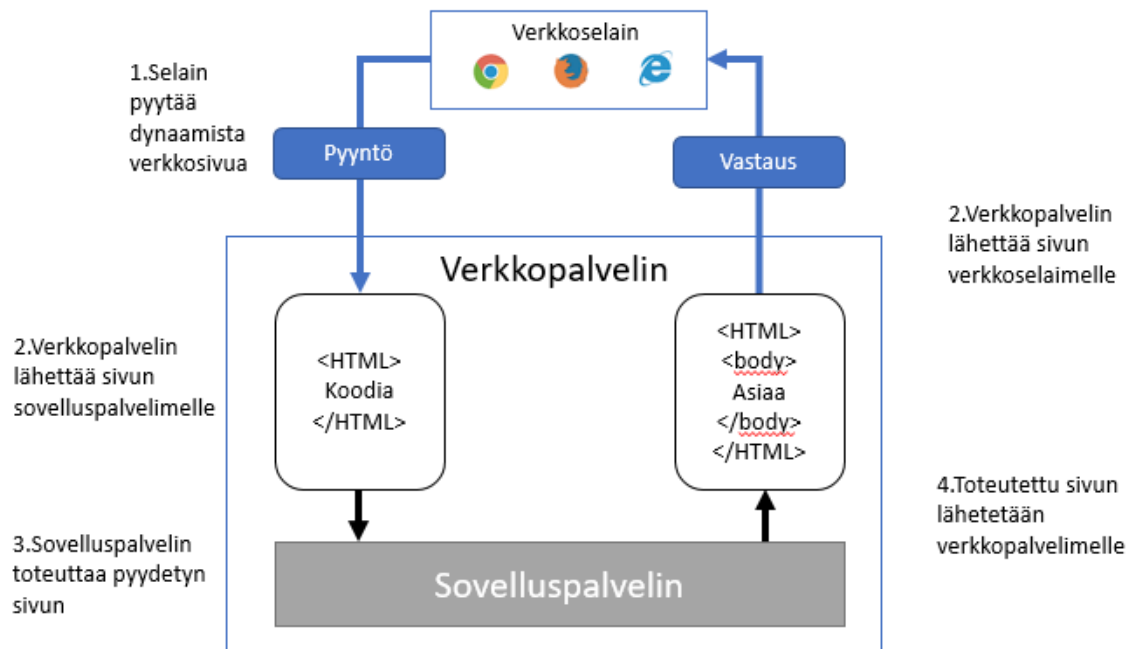 Verkkoselain
1.Selain
pyytää
dynaamista
verkkosivua
Pyyntö
Vastaus
2.Verkkopalvelin
lähettää sivun
verkkoselaimelle
Verkkopalvelin
2.Verkkopalvelin
lähettää sivun
sovelluspalvelimelle
<HTML>
Koodia
</HTML>
<HTML>
<body>
Asiaa
</body>
</HTML>
3.Sovelluspalvelin
toteuttaa pyydetyn
sivun
Sovelluspalvelin
4.Toteutettu sivun
lähetetään
verkkopalvelimelle